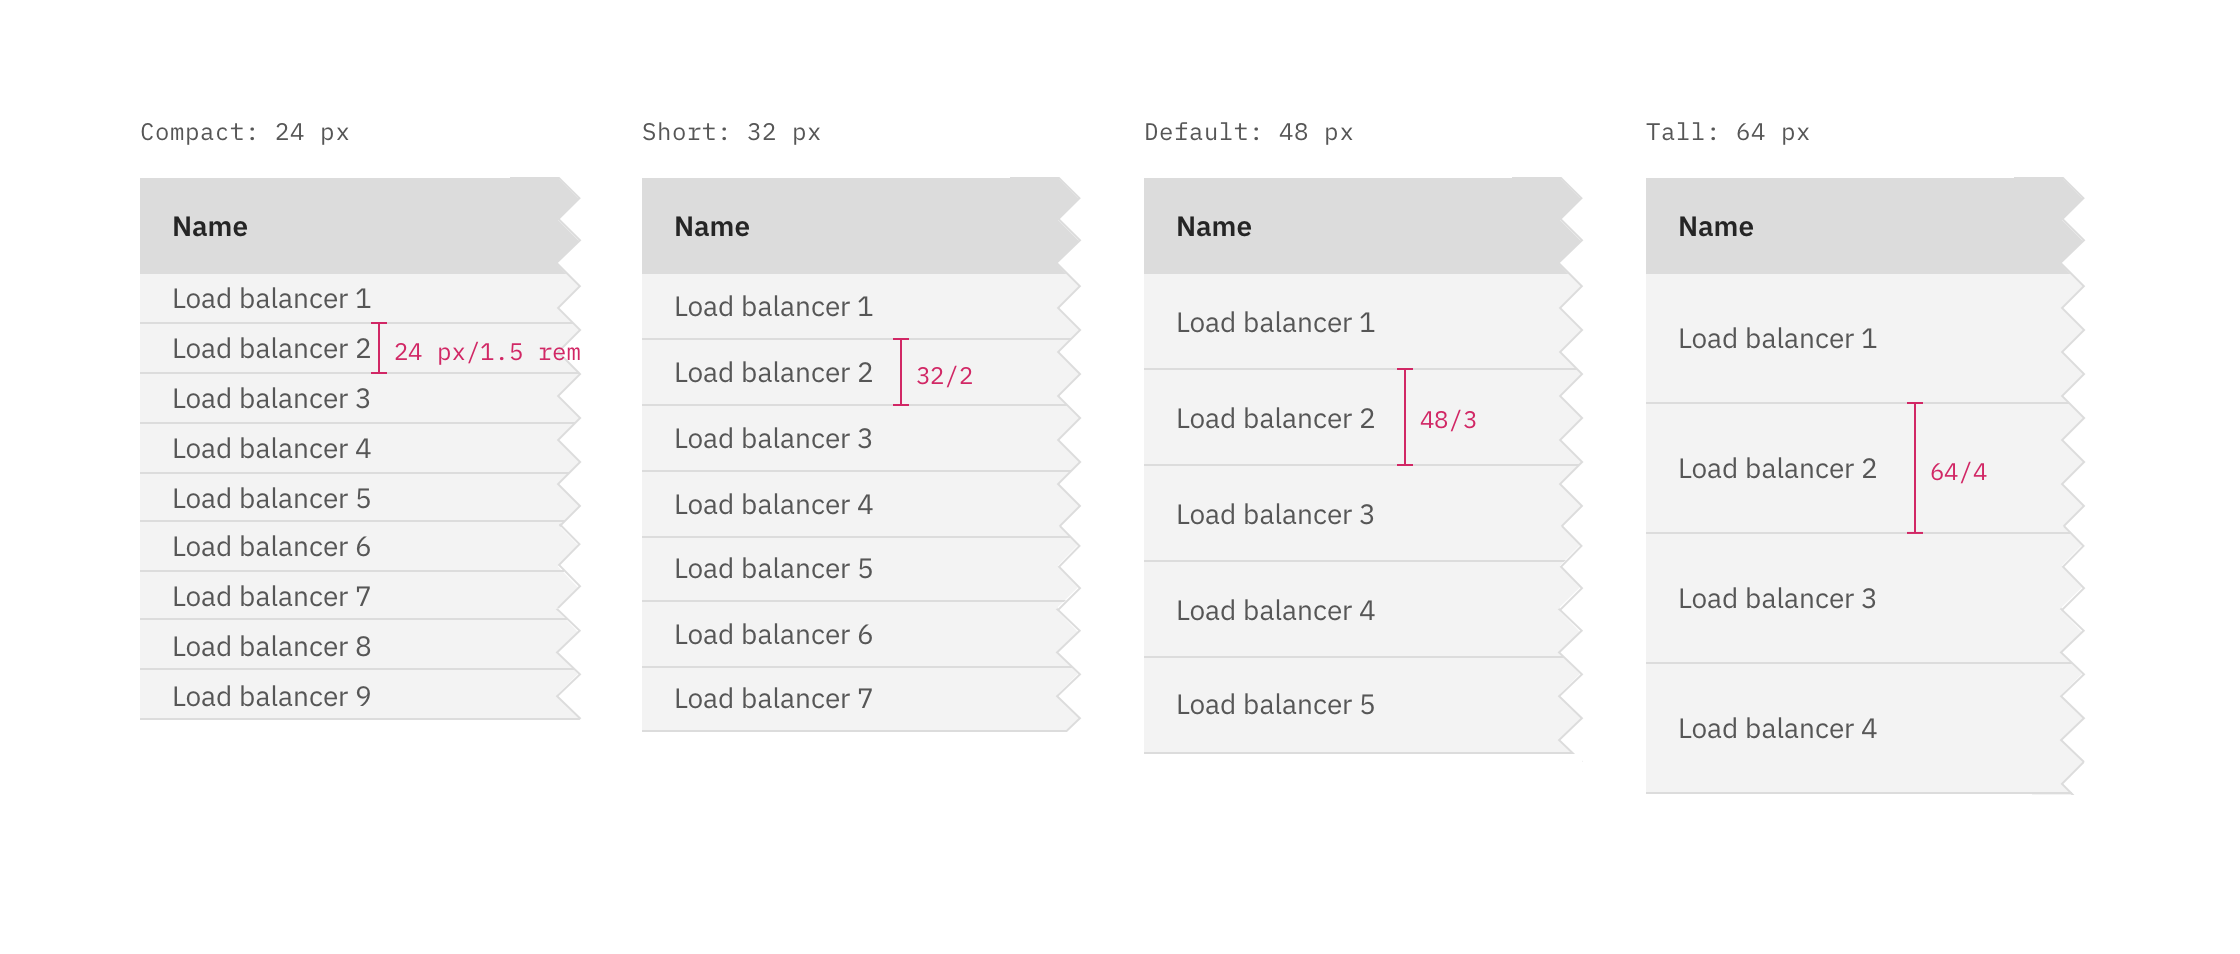 Compact: 24 px
Name
Load balancer 1
Load balancer 2
24 px/1.5 rem
Load balancer 3
Load balancer 4
Load balancer 5
Load balancer 6
Load balancer 7
Load balancer 8
Load balancer 9
Short: 32 px
Name
Load balancer 1
Load balancer 2
32/2
Load balancer 3
Load balancer 4
Load balancer 5
Load balancer 6
Load balancer 7
Default: 48 px
Name
Load balancer 1
Load balancer 2
48/3
Load balancer 3
Load balancer 4
Load balancer 5
Tall: 64 px
Name
Load balancer 1
Load balancer 2
64/4
Load balancer 3
Load balancer 4